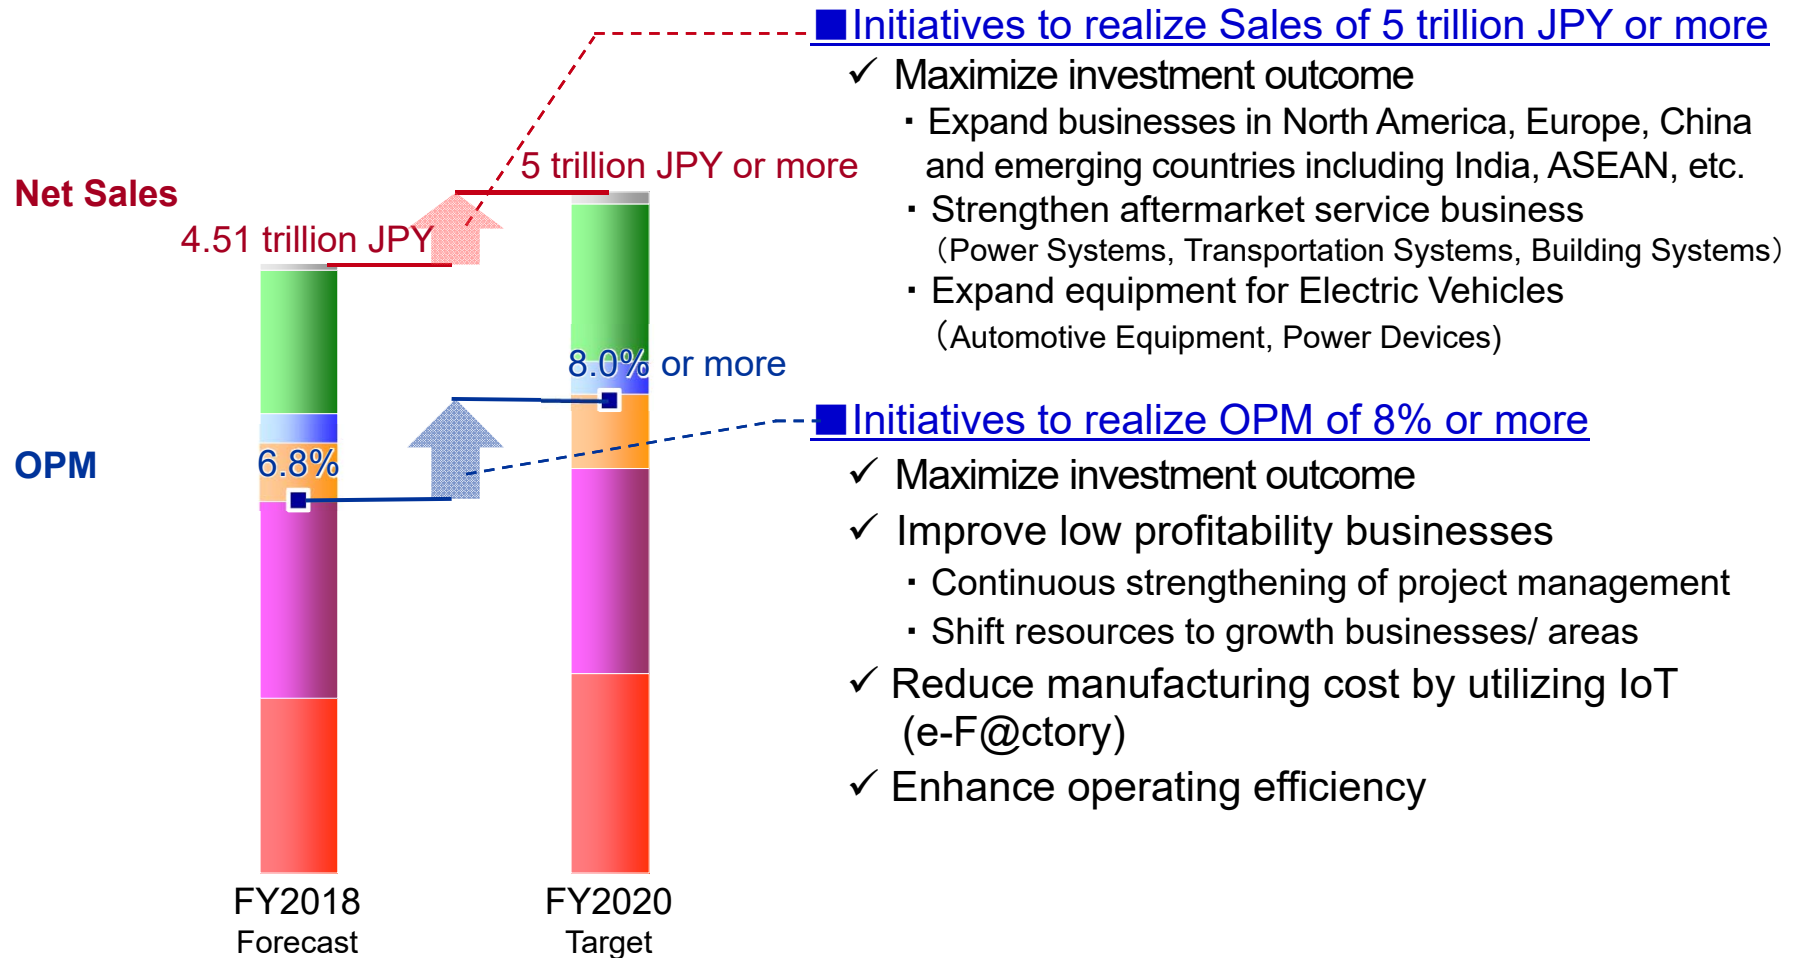 Net Sales
4.51 trillion JPY
5 trillion JPY or more
OPM
6.8%
8.0% or more
FY2018
Forecast
FY2020
Target
■Initiatives to realize Sales of 5 trillion JPY or more
✓ Maximize investment outcome
・Expand businesses in North America, Europe, China
and emerging countries including India, ASEAN, etc.
・Strengthen aftermarket service business
（Power Systems, Transportation Systems, Building Systems）
・Expand equipment for Electric Vehicles
（Automotive Equipment, Power Devices)
■Initiatives to realize OPM of 8% or more
✓ Maximize investment outcome
✓ Improve low profitability businesses
・Continuous strengthening of project management
・Shift resources to growth businesses/ areas
✓ Reduce manufacturing cost by utilizing IoT
(e-F@ctory)
✓ Enhance operating efficiency